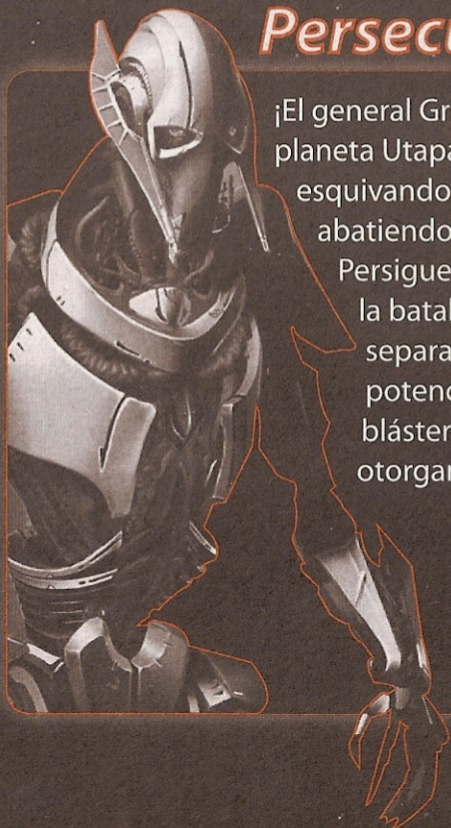 Persecu
¡El general Gr
planeta Utapa
esquivando
abatiendo
Persigue
la batal
separa
potenc
bláster
otorgar